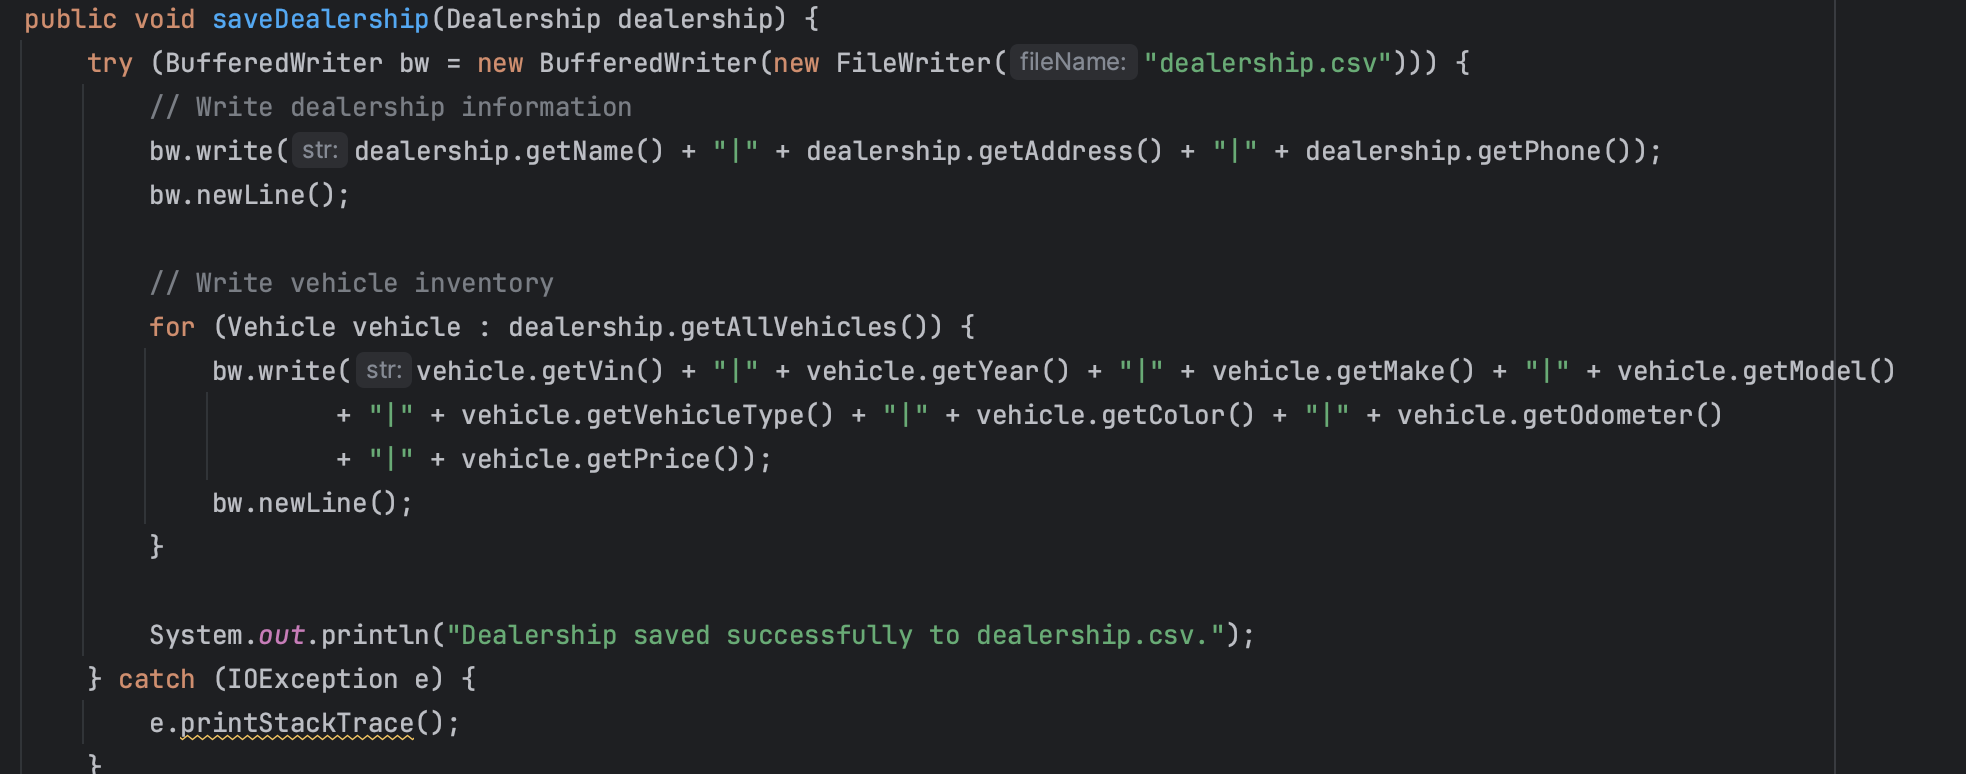 public void saveDealership(Dealership dealership) {
try (BufferedWriter bw = new BufferedWriter(new FileWriter( fileName: "dealership.csv"))) {
// Write dealership information
bw.write( str: dealership.getName() + "|" + dealership.getAddress() + "|" + dealership.getPhone());
bw.newLine();
// Write vehicle inventory
for (Vehicle vehicle : dealership.getAllVehicles()) {
bw.write( str: vehicle.getVin() + "|" + vehicle.getYear() + "|" + vehicle.getMake() + "|" + vehicle.getModel()
+ "|" + vehicle.getVehicleType() + "|" + vehicle.getColor() + "|" + vehicle.getOdometer()
+ "|" + vehicle.getPrice());
bw.newLine();
}
System.out.println("Dealership saved successfully to dealership.csv.");
} catch (IOException e) {
e.printStackTrace();
}